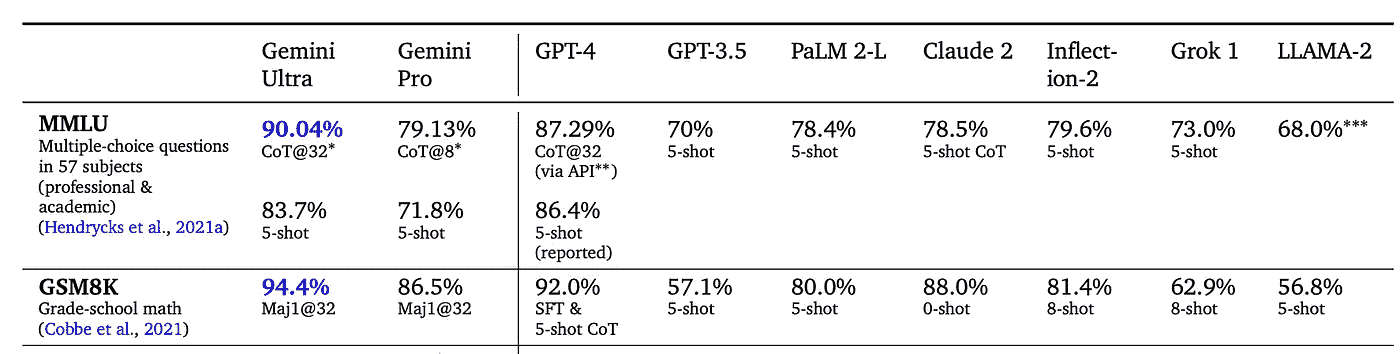 Gemini Ultra Gemini Pro GPT-4 GPT-3.5 PaLM 2-L Claude 2 Inflect-ion-2 Grok 1 LLAMA-2
MMLU
Multiple-choice questions
in 57 subjects
(professional &
academic)
(Hendrycks et al., 2021a)
90.04% 79.13% 87.29% 70% 78.4% 78.5% 79.6% 73.0% 68.0%***
CoT@32* CoT@8* CoT@32 5-shot 5-shot 5-shot CoT 5-shot 5-shot
(via API**)
83.7% 71.8% 86.4%
5-shot 5-shot 5-shot
(reported)
GSM8K
Grade-school math
(Cobbe et al., 2021)
94.4% 86.5% 92.0% 57.1% 80.0% 88.0% 81.4% 62.9% 56.8%
Maj1@32 Maj1@32 SFT & 5-shot 5-shot 0-shot 8-shot 8-shot 5-shot
5-shot CoT